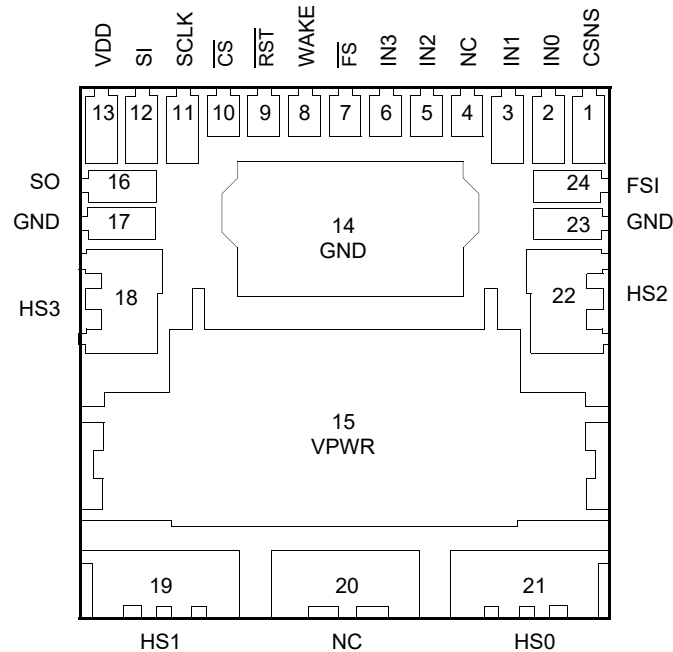 VDD SI SCLK CS RST WAKE FS IN3 IN2 NC IN1 IN0 CSNS
13 12 11 10 9 8 7 6 5 4 3 2 1
SO 16 24 FSI
GND 17 14 23 GND
GND
HS3 18 22 HS2
15
VPWR
19 20 21
HS1 NC HS0